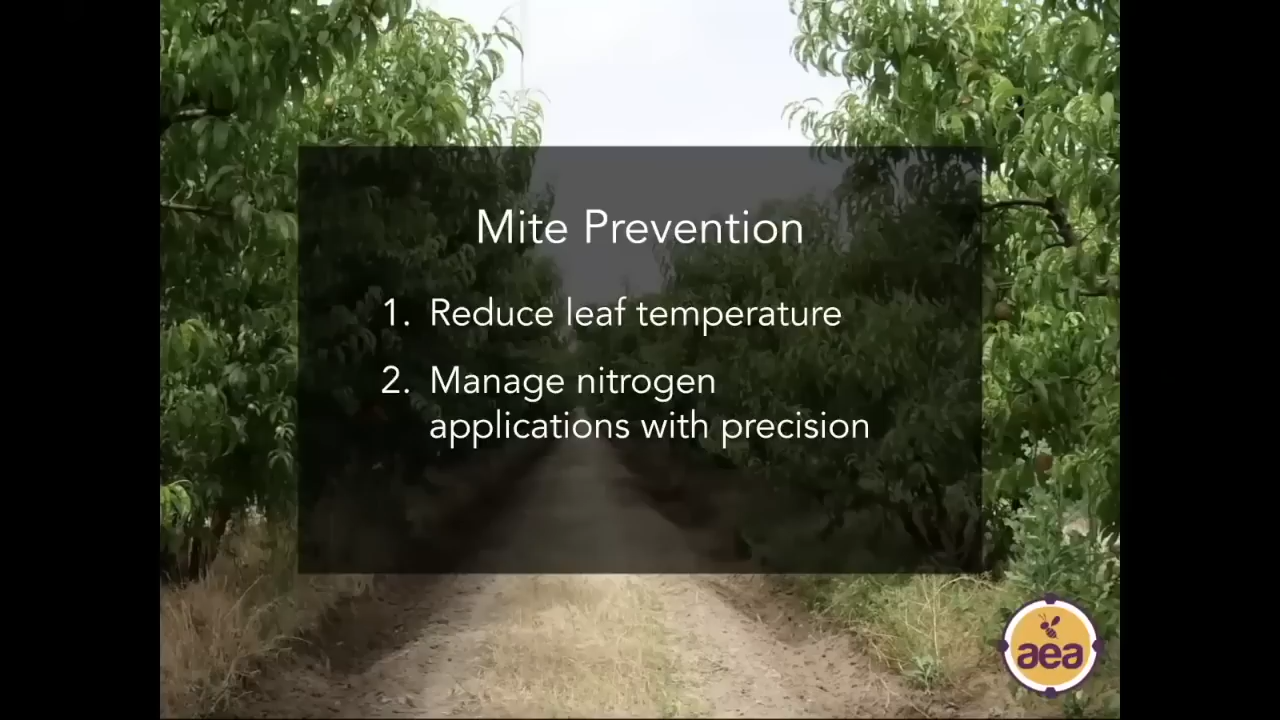 Mite Prevention
1. Reduce leaf temperature
2. Manage nitrogen
applications with precision
aea